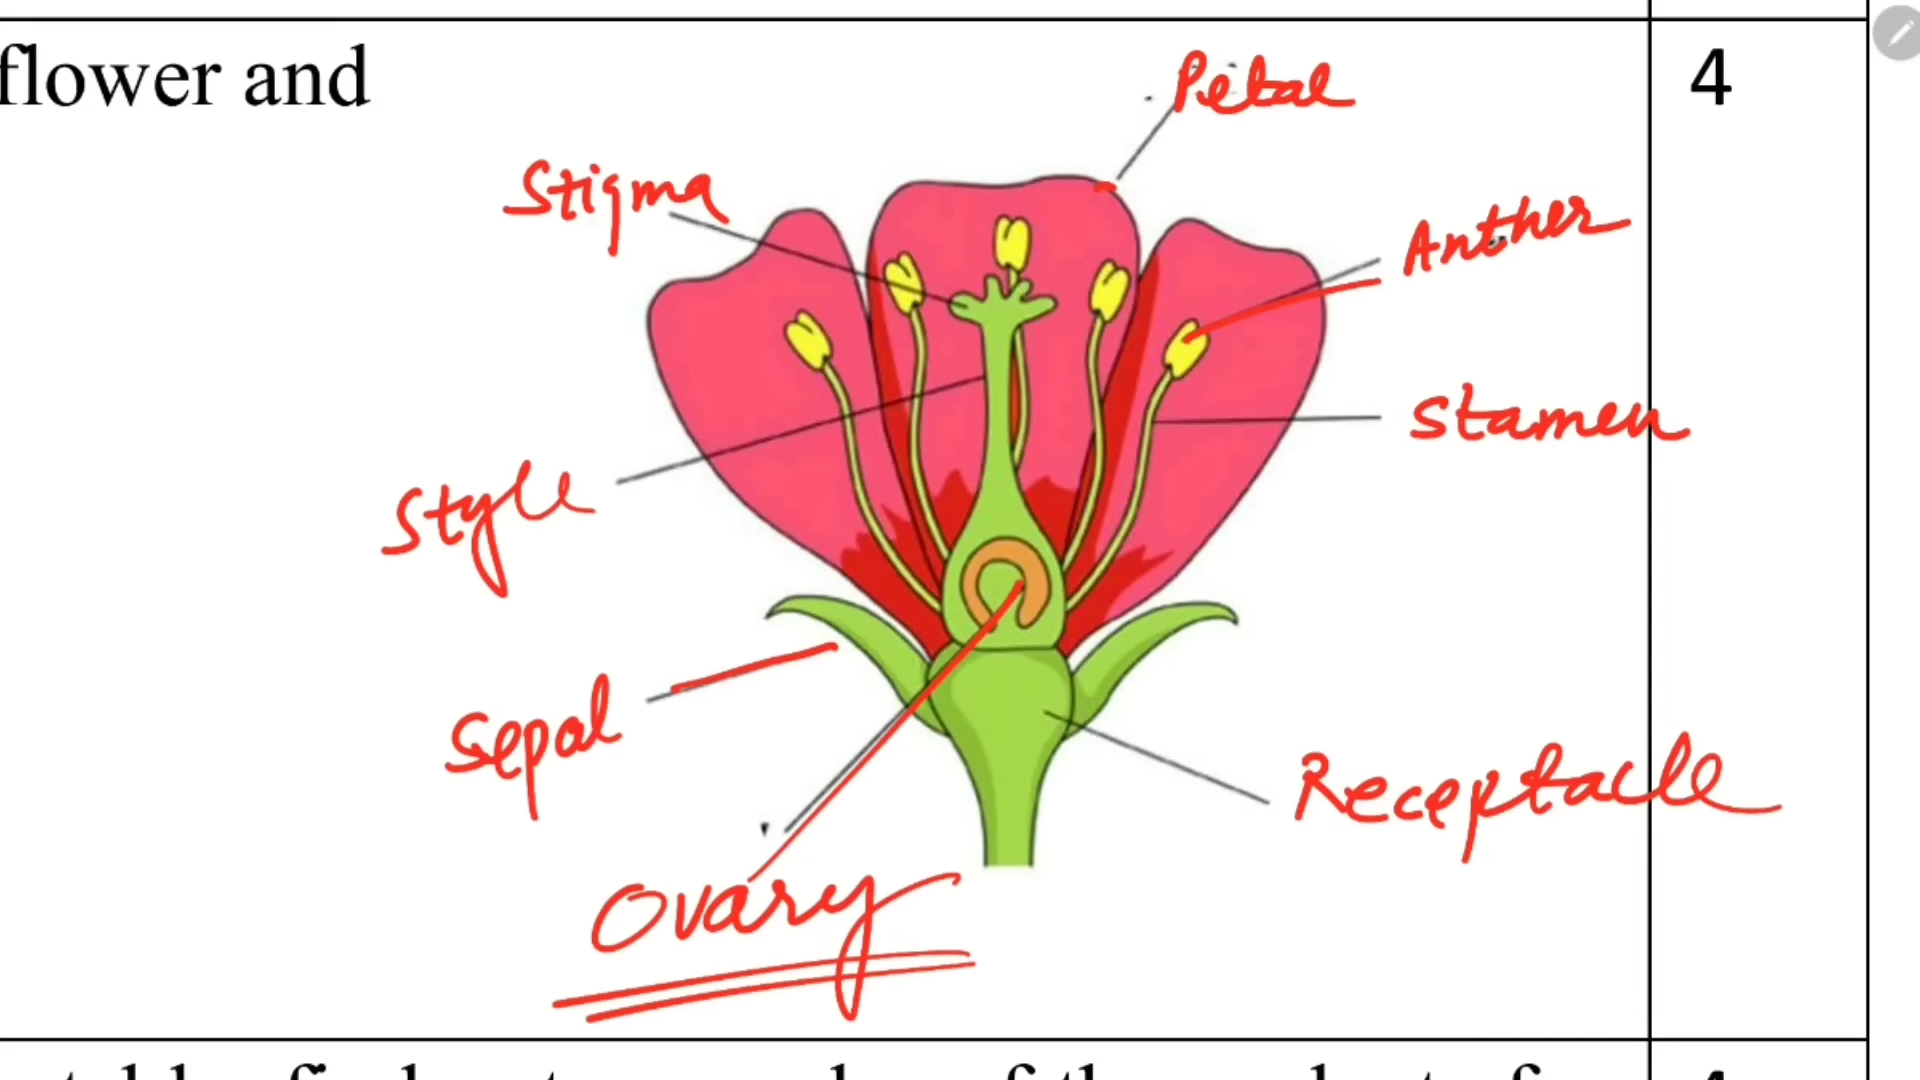 flower and
4
Petal
Stigma
Anther
Stamen
Style
Sepal
Receptacle
Ovary